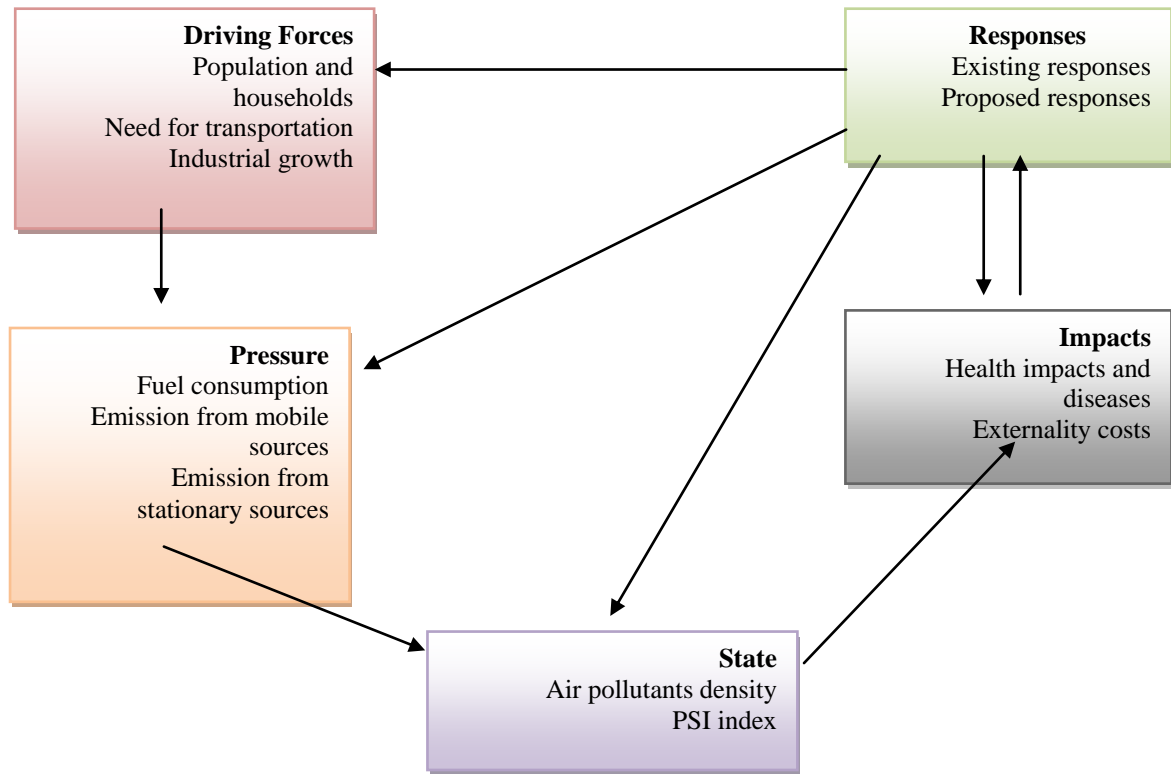 Driving Forces
Population and
households
Need for transportation
Industrial growth
Responses
Existing responses
Proposed responses
Pressure
Fuel consumption
Emission from mobile
sources
Emission from
stationary sources
Impacts
Health impacts and
diseases
Externality costs
State
Air pollutants density
PSI index